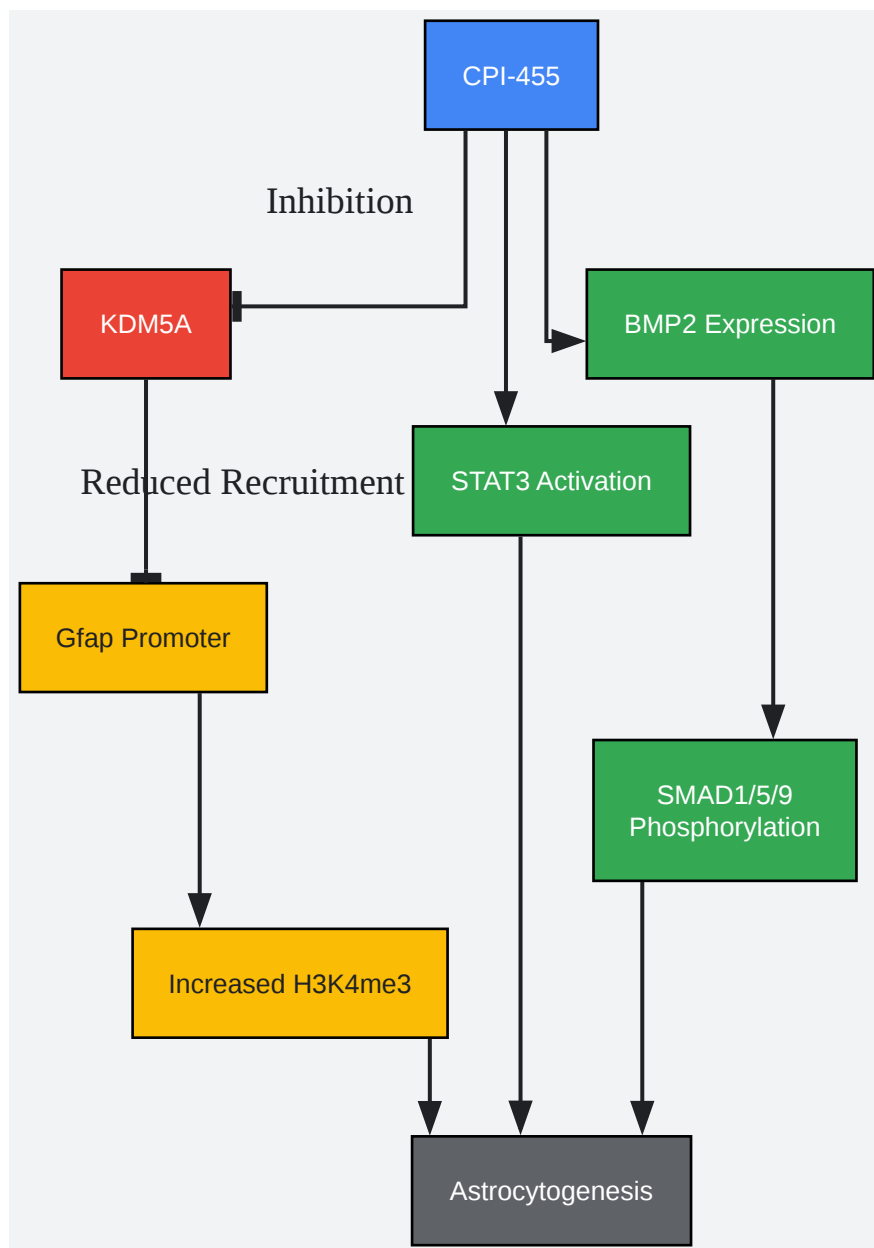 CPI-455
Inhibition
KDM5A
BMP2 Expression
Reduced Recruitment
STAT3 Activation
Gfap Promoter
SMAD1/5/9
Phosphorylation
Increased H3K4me3
Astrocytogenesis